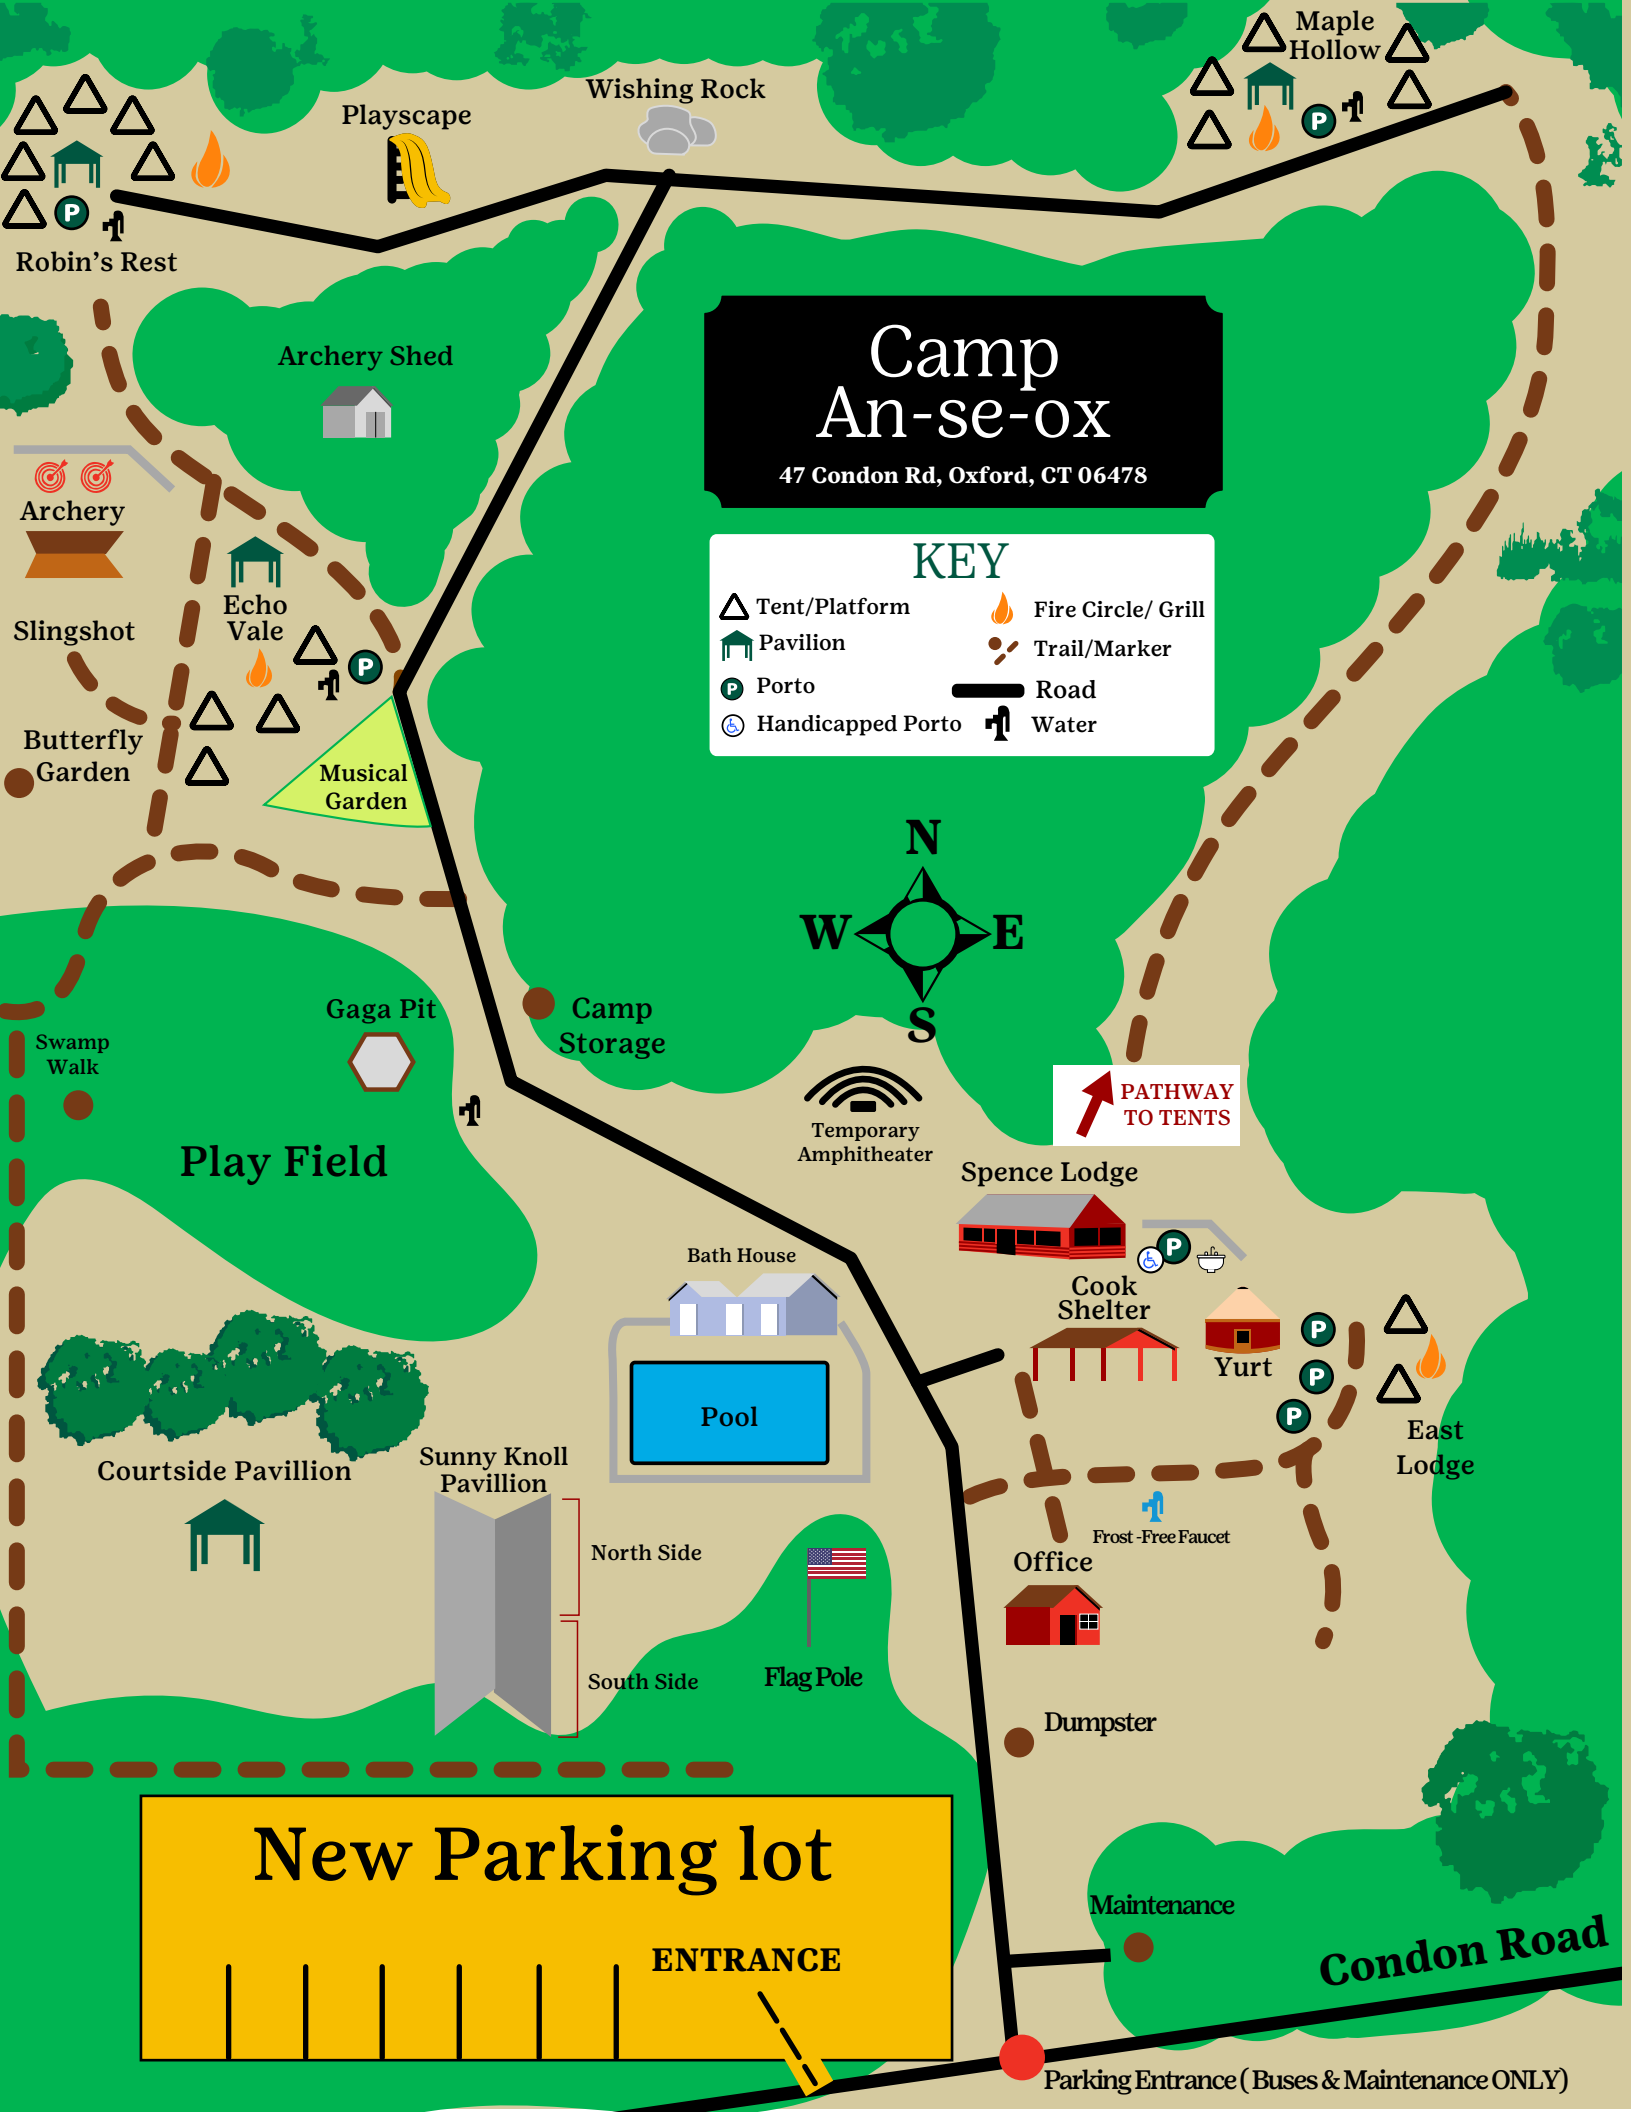 Maple
Hollow
Wishing Rock
Playscape
P
P
Robin's Rest
Archery Shed
Camp
An-se-ox
47 Condon Rd, Oxford, CT 06478
KEY
Tent/Platform
Fire Circle/ Grill
Pavilion
Trail/Marker
P Porto
Road
Handicapped Porto
Water
Archery
Echo
Vale
Slingshot
P
Butterfly
Garden
Musical
Garden
N
W E
S
Gaga Pit
Camp
Storage
Swamp
Walk
PATHWAY
TO TENTS
Temporary
Amphitheater
Play Field
Spence Lodge
P
Bath House
Cook
Shelter
Yurt
P
P
P
Pool
East
Lodge
Courtside Pavillion
Sunny Knoll
Pavillion
Frost -Free Faucet
North Side
Office
South Side
Flag Pole
Dumpster
New Parking lot
Maintenance
ENTRANCE
Condon Road
Parking Entrance ( Buses & Maintenance ONLY)